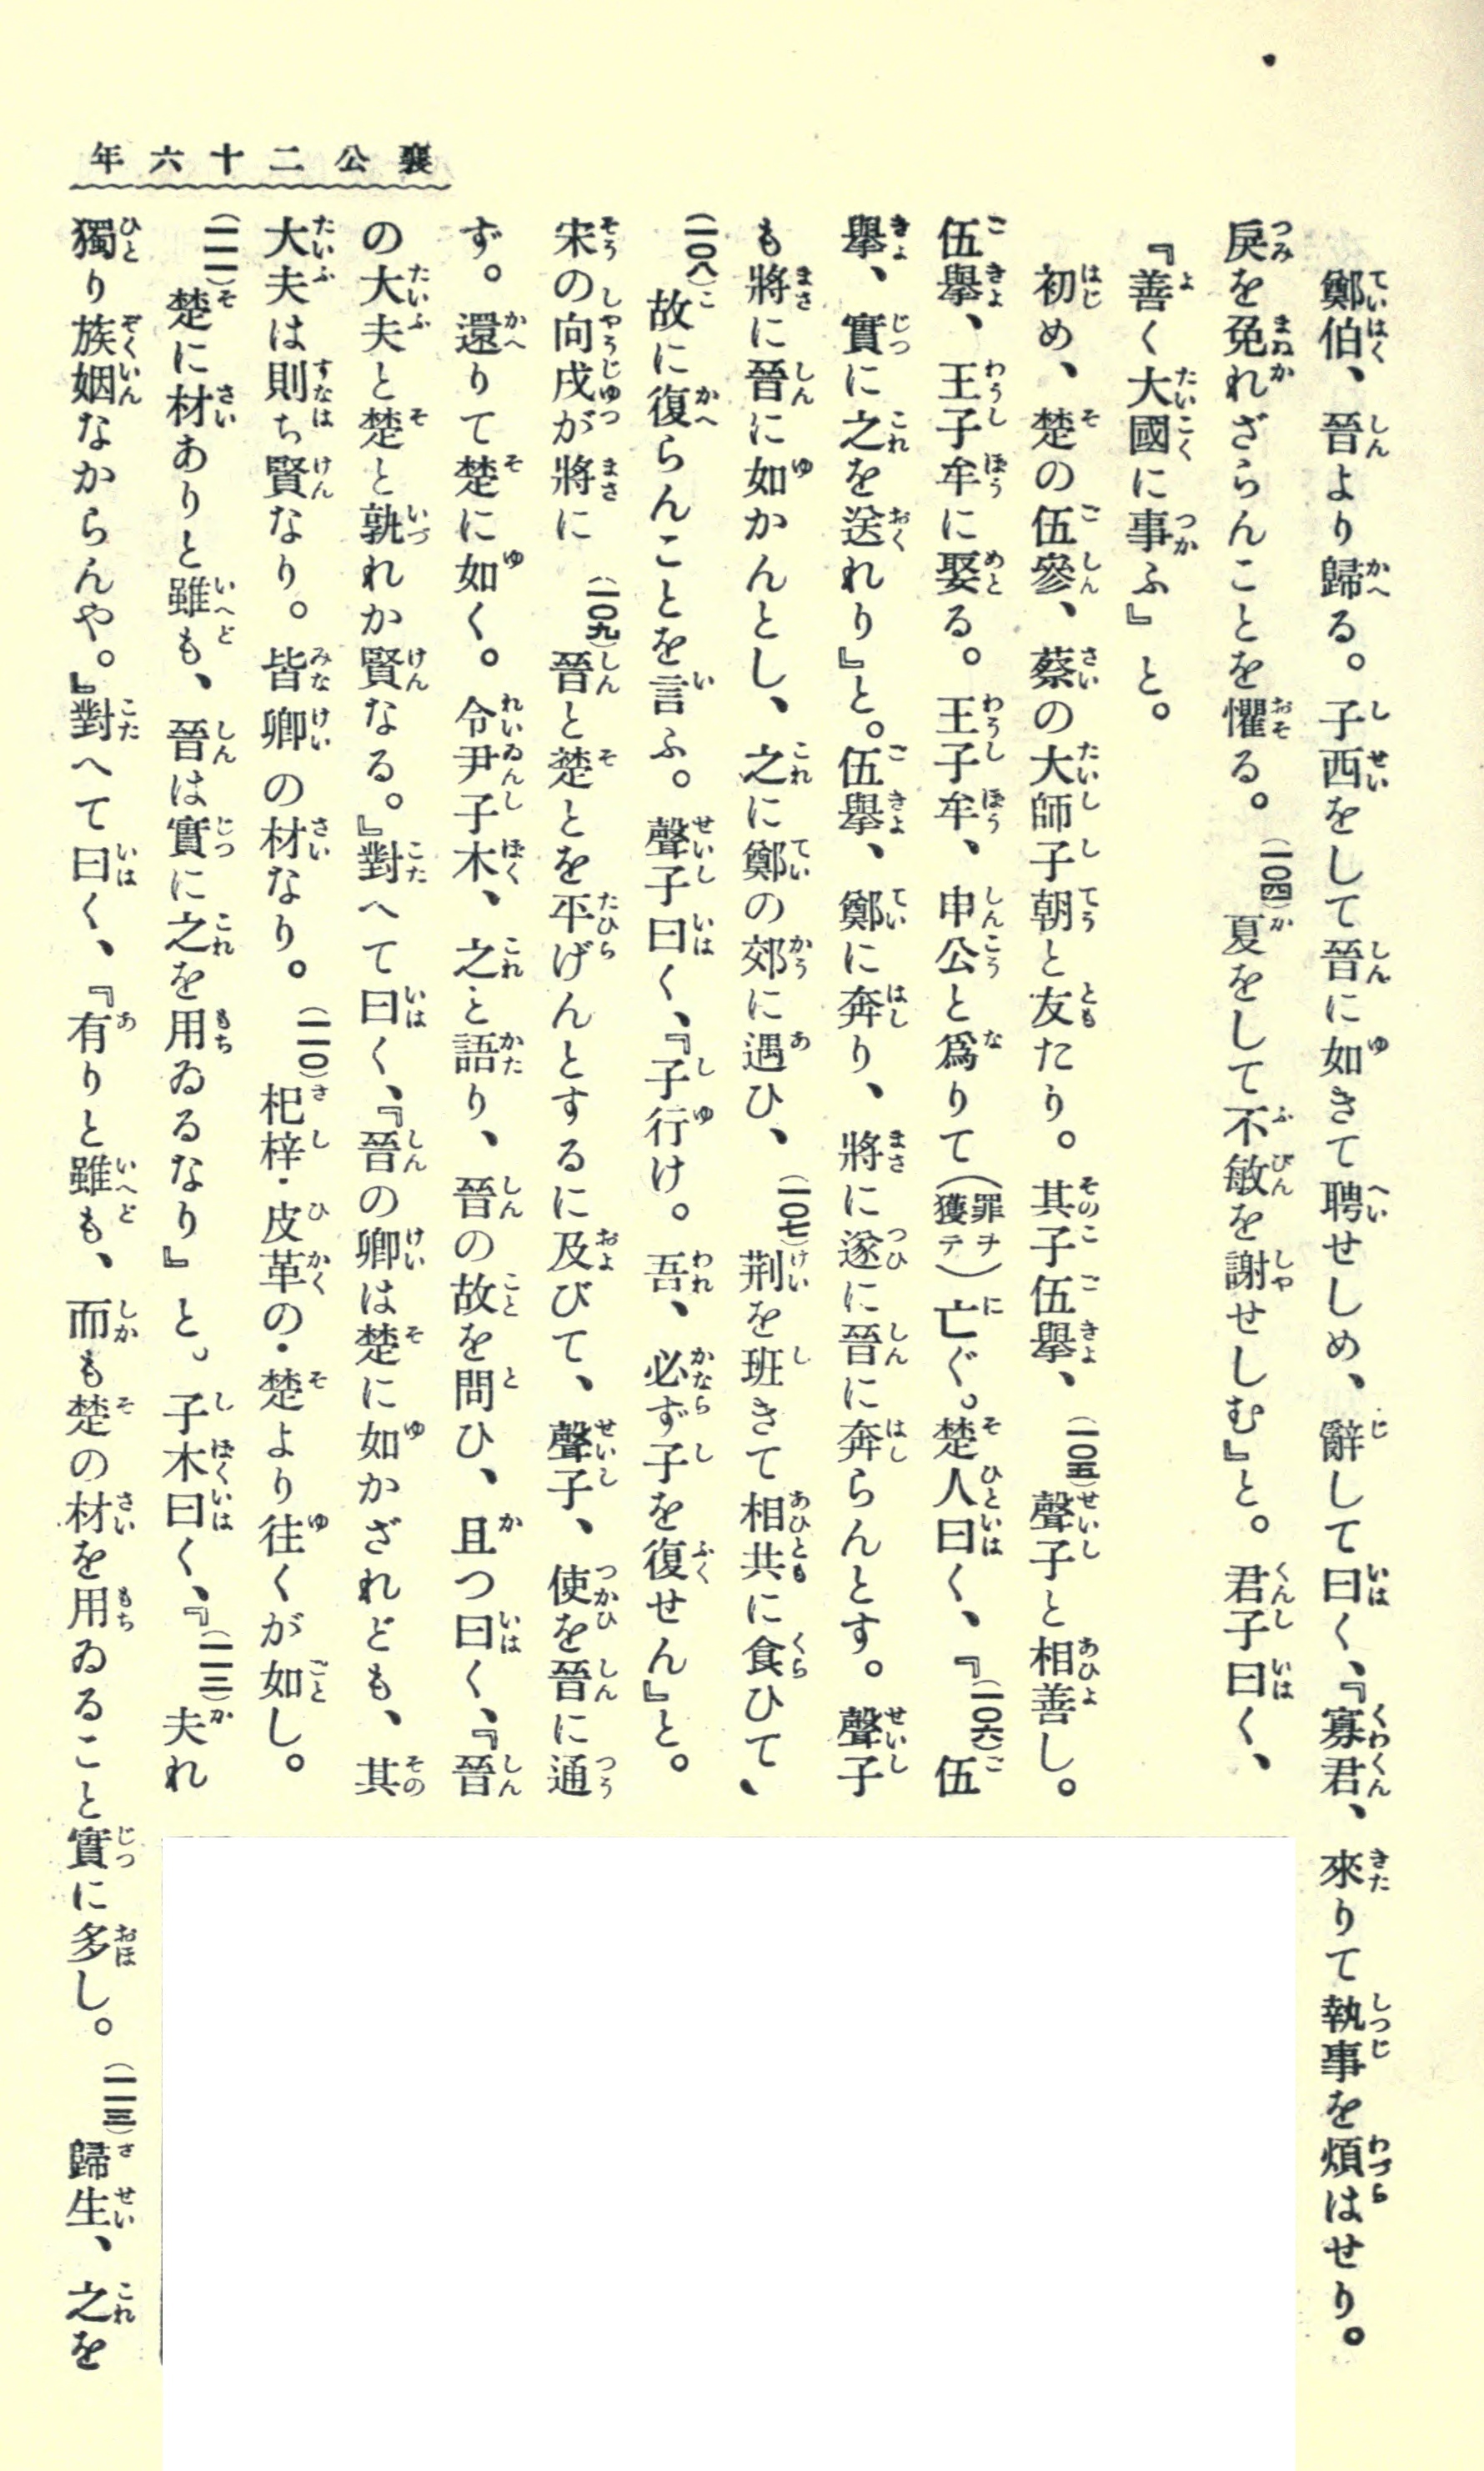 襄公二十六年
鄭伯、晉より歸る。子西をして晉に如きて聘せしめ、辭して曰く、『寡君、來りて執事を煩はせり。
戾を免れざらんことを懼る。(一〇四)夏をして不敏を謝せしむ』と。君子曰く、
『善く大國に事ふ』と。
初め、楚の伍參、蔡の大師子朝と友たり。其子伍擧、(一〇五)聲子と相善し。
伍擧、王子牟に娶る。王子牟、申公と爲りて(罪ヲ獲テ)亡ぐ。楚人曰く、『(一〇六)伍
擧、實に之を送れり』と。伍擧、鄭に奔り、將に遂に晉に奔らんとす。聲子
も將に晉に如かんとし、之に鄭の郊に遇ひ、(一〇七)荆を班きて相共に食ひて、
(一〇八)故に復らんことを言ふ。聲子曰く、『子行け。吾、必ず子を復せん』と。
宋の向戌が將に(一〇九)晉と楚とを平げんとするに及びて、聲子、使を晉に通
ず。還りて楚に如く。令尹子木、之と語り、晉の故を問ひ、且つ曰く、『晉
の大夫と楚と孰れか賢なる。』對へて曰く、『晉の卿は楚に如かざれども、其
大夫は則ち賢なり。皆卿の材なり。(一一〇)杞梓・皮革の・楚より往くが如し。
(一一一)楚に材ありと雖も、晉は實に之を用ゐるなり』と。子木曰く、『(一一二)夫れ
獨り族姻なからんや。』對へて曰く、『有りと雖も、而も楚の材を用ゐること實に多し。(一一三)歸生、之を